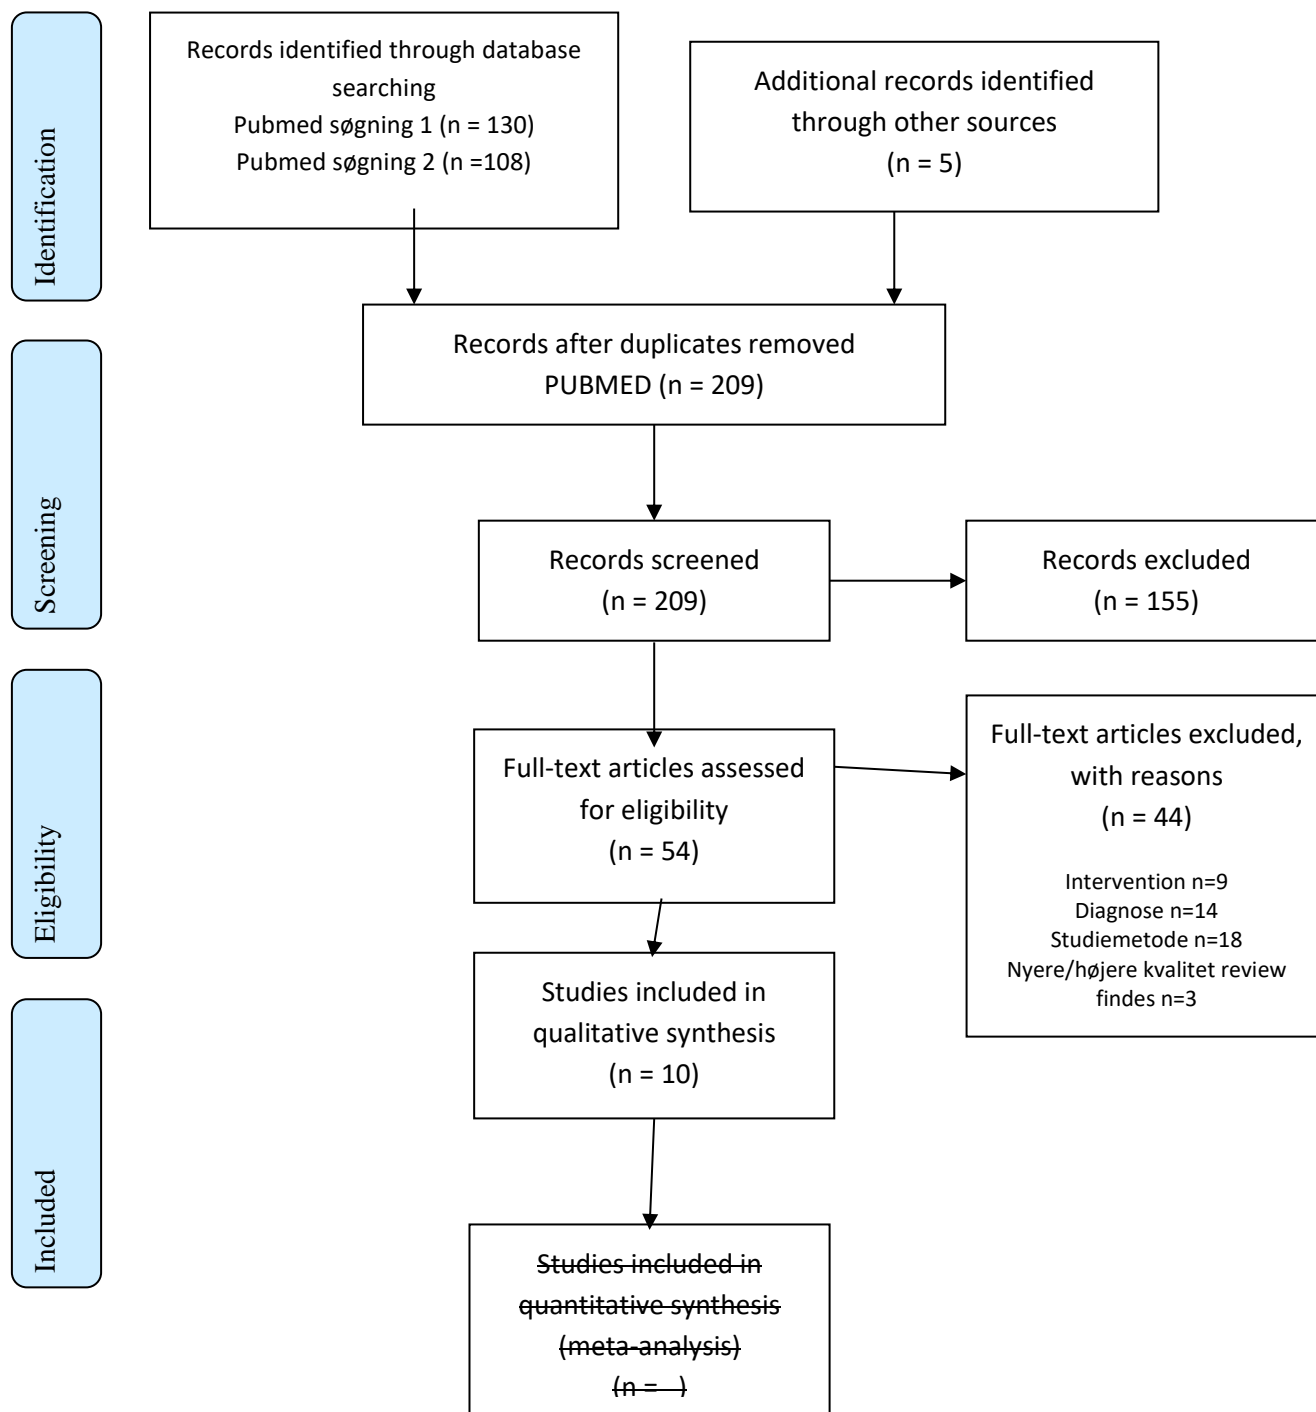 Identification
Records identified through database
searching
Pubmed søgning 1 (n = 130)
Pubmed søgning 2 (n =108)
Additional records identified
through other sources
(n = 5)
Records after duplicates removed
PUBMED (n = 209)
Screening
Records screened
(n = 209)
Records excluded
(n = 155)
Eligibility
Full-text articles assessed
for eligibility
(n = 54)
Full-text articles excluded,
with reasons
(n = 44)
Intervention n=9
Diagnose n=14
Studiemetode n=18
Nyere/højere kvalitet review
findes n=3
Studies included in
qualitative synthesis
(n = 10)
Included
Studies included in
quantitative synthesis
(meta-analysis)
(n = )